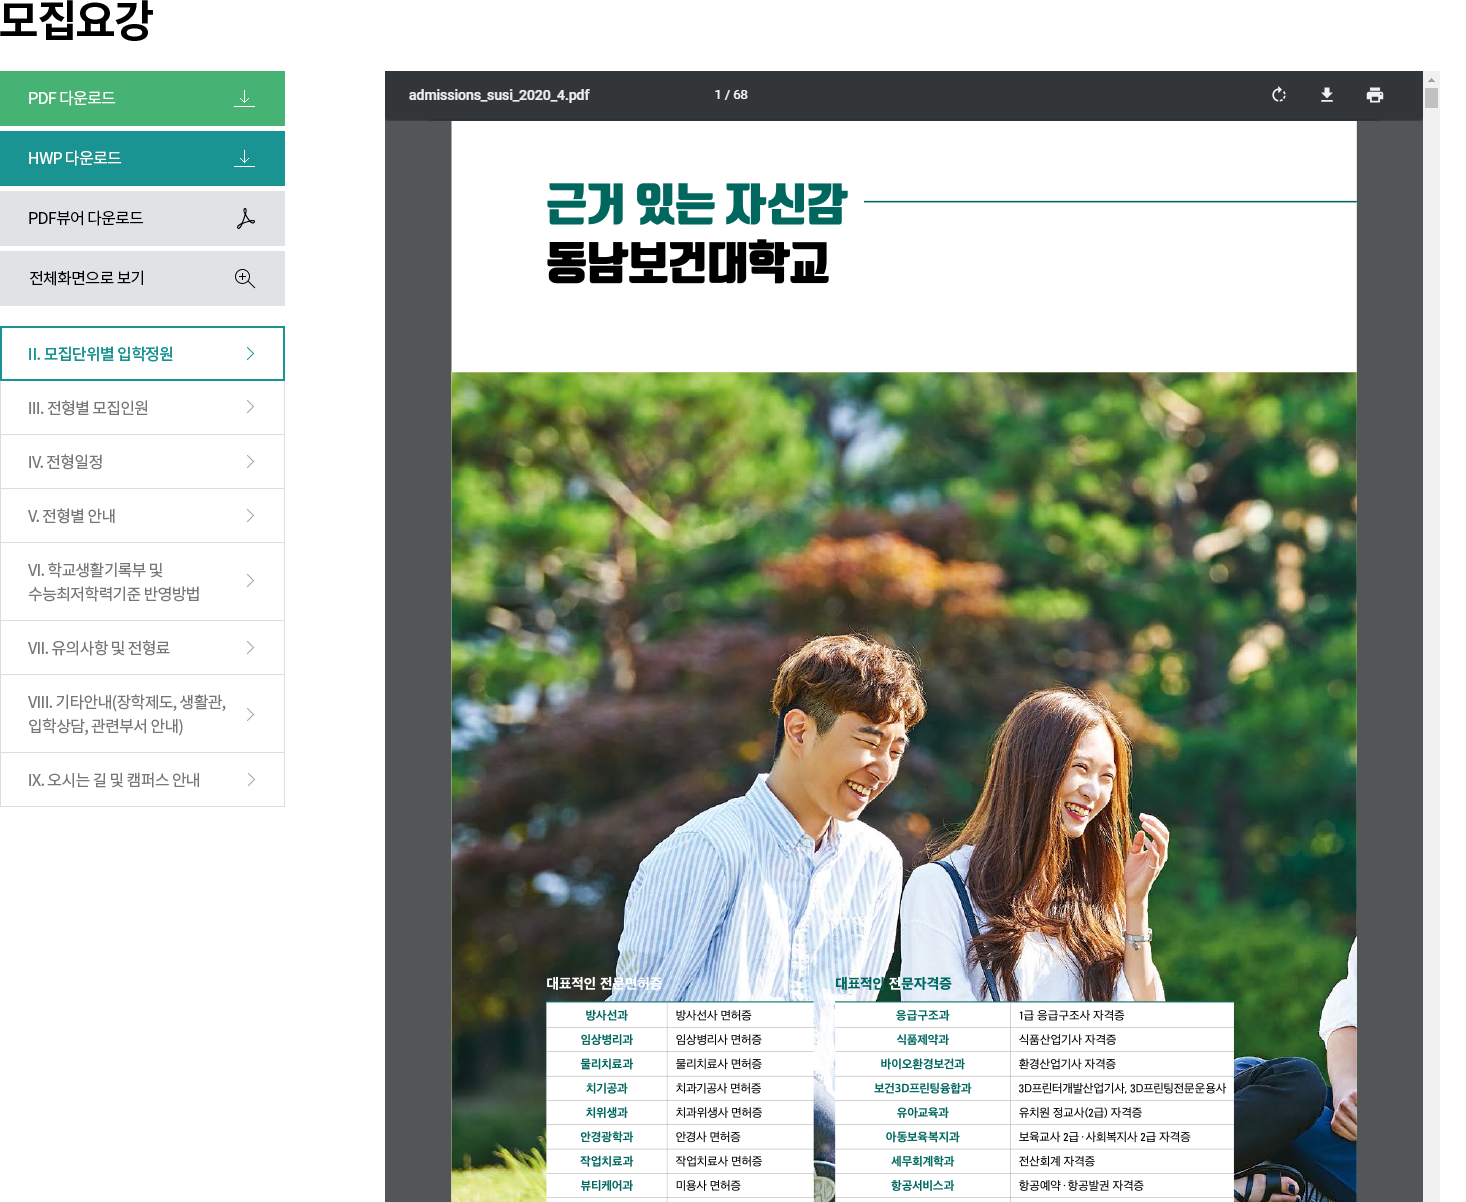 모집요강
PDF 다운로드
HWP 다운로드
PDF뷰어 다운로드
전체화면으로 보기
II. 모집단위별 입학정원
III. 전형별 모집인원
IV. 전형일정
V. 전형별 안내
VI. 학교생활기록부 및
수능최저학력기준 반영방법
VII. 유의사항 및 전형료
VIII. 기타안내(장학제도, 생활관,
입학상담, 관련부서 안내)
IX. 오시는 길 및 캠퍼스 안내
admissions_susi_2020_4.pdf 1 / 68
근거 있는 자신감
동남보건대학교
대표적인 전문면허증
방사선과 방사선사 면허증
임상병리과 임상병리사 면허증
물리치료과 물리치료사 면허증
치기공과 치과기공사 면허증
치위생과 치과위생사 면허증
안경광학과 안경사 면허증
작업치료과 작업치료사 면허증
뷰티케어과 미용사 면허증
대표적인 전문자격증
응급구조과 1급 응급구조사 자격증
식품제약과 식품산업기사 자격증
바이오환경보건과 환경산업기사 자격증
보건3D프린팅융합과 3D프린터개발산업기사, 3D프린팅전문운용사
유아교육과 유치원 정교사(2급) 자격증
아동보육복지과 보육교사 2급 · 사회복지사 2급 자격증
세무회계학과 전산회계 자격증
항공서비스과 항공예약 · 항공발권 자격증